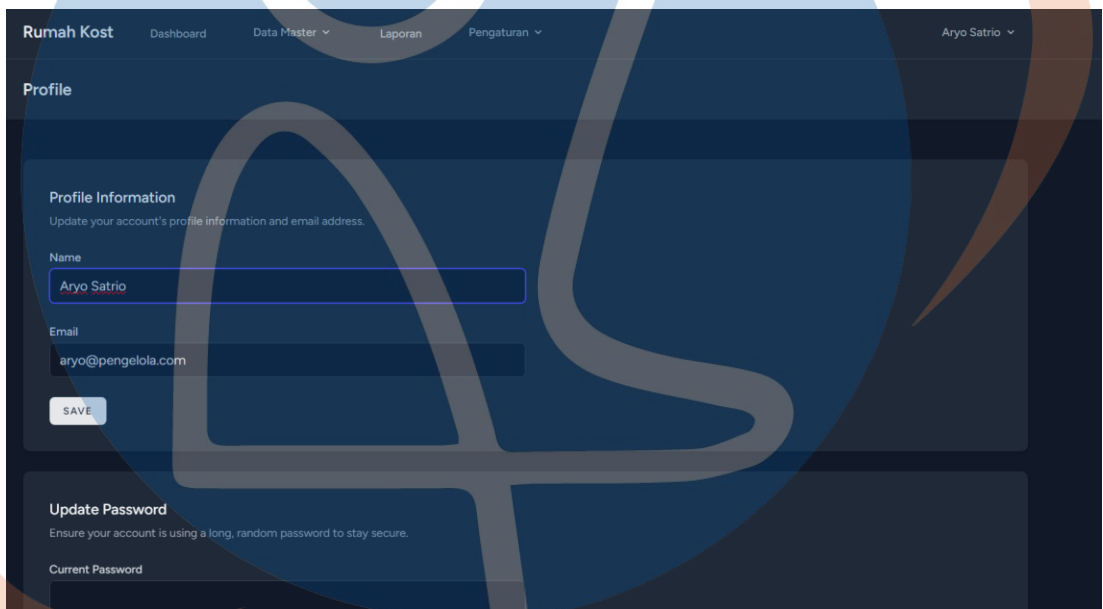 Rumah Kost Dashboard Data Master Laporan Pengaturan Aryo Satrio
Profile
Profile Information
Update your account's profile information and email address.
Name
Aryo Satrio
Email
aryo@pengelola.com
SAVE
Update Password
Ensure your account is using a long, random password to stay secure.
Current Password